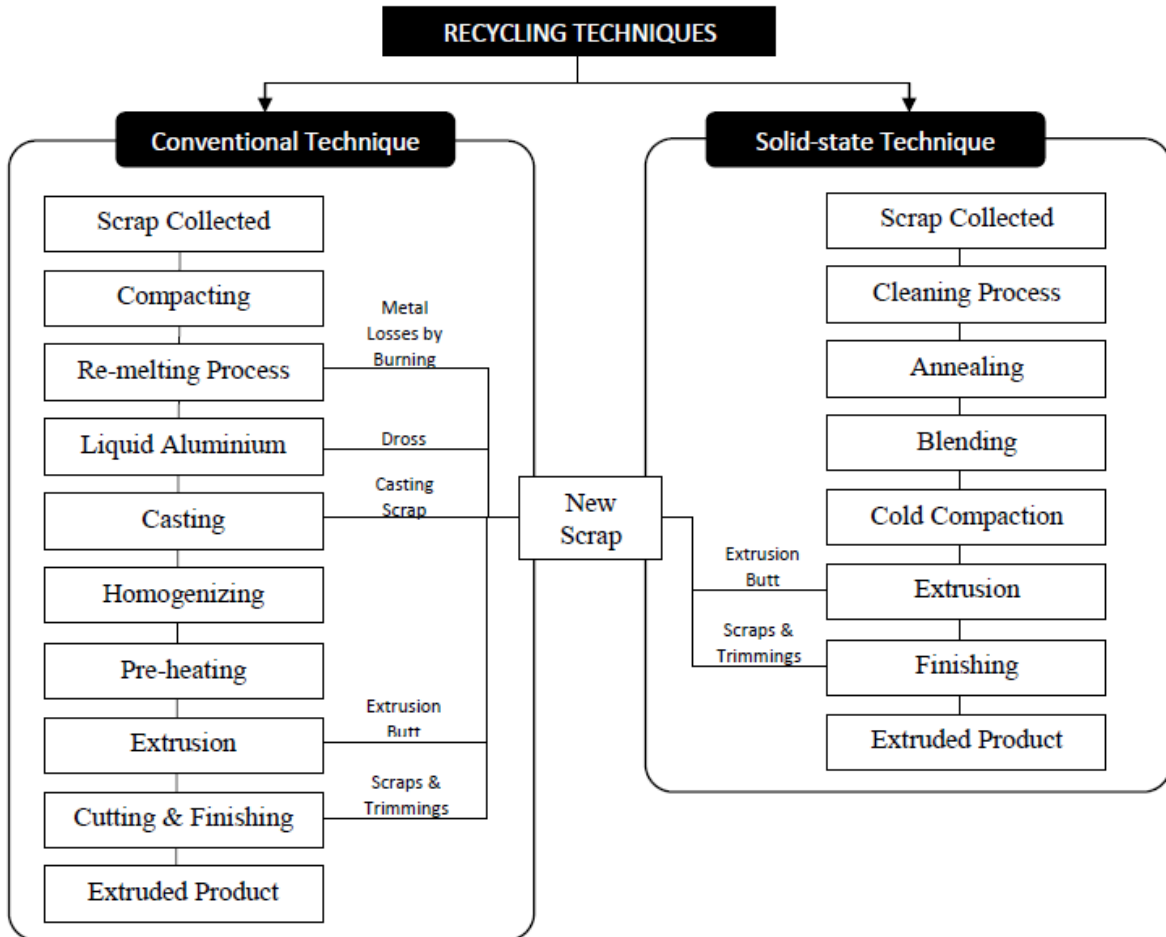 RECYCLING TECHNIQUES
Conventional Technique
Scrap Collected
Compacting
Re-melting Process
Liquid Aluminium
Casting
Homogenizing
Pre-heating
Extrusion
Cutting & Finishing
Extruded Product
Metal
Losses by
Burning
Dross
Casting
Scrap
Extrusion
Butt
Scraps &
Trimmings
New
Scrap
Solid-state Technique
Extrusion
Butt
Scraps &
Trimmings
Scrap Collected
Cleaning Process
Annealing
Blending
Cold Compaction
Extrusion
Finishing
Extruded Product